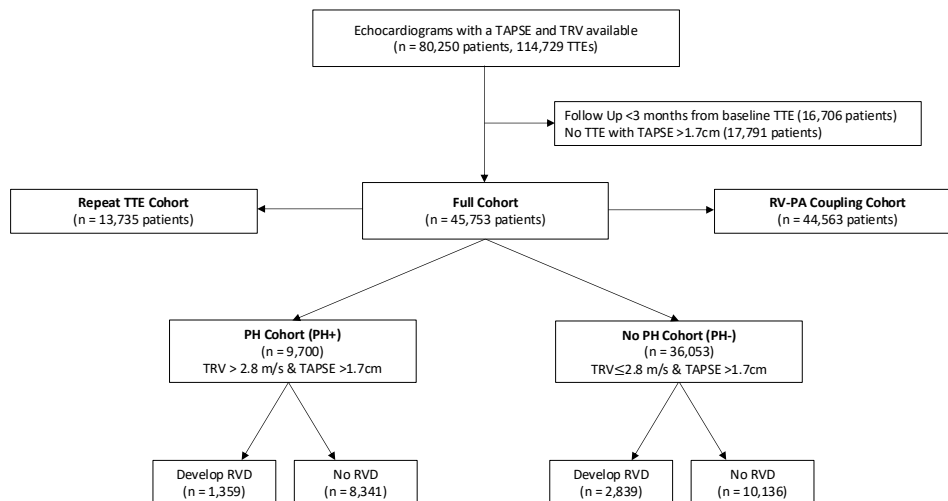 Echocardiograms with a TAPSE and TRV available
(n = 80,250 patients, 114,729 TTEs)
Follow Up <3 months from baseline TTE (16,706 patients)
No TTE with TAPSE >1.7cm (17,791 patients)
Repeat TTE Cohort
(n = 13,735 patients)
Full Cohort
(n = 45,753 patients)
RV-PA Coupling Cohort
(n = 44,563 patients)
PH Cohort (PH+)
(n = 9,700)
TRV > 2.8 m/s & TAPSE >1.7cm
No PH Cohort (PH-)
(n = 36,053)
TRV≤2.8 m/s & TAPSE >1.7cm
Develop RVD
(n = 1,359)
No RVD
(n = 8,341)
Develop RVD
(n = 2,839)
No RVD
(n = 10,136)